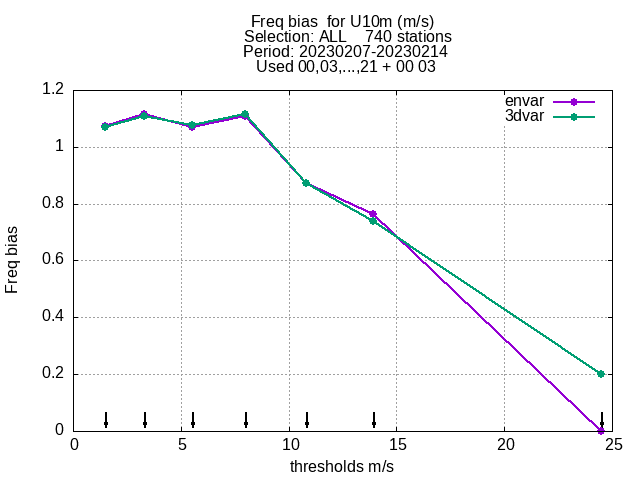 Freq bias  for U10m (m/s)
Selection: ALL    740 stations
Period: 20230207-20230214
Used 00,03,...,21 + 00 03
envar
3dvar
1.2
1
0.8
0.6
0.4
0.2
0
Freq bias
0 5 10 15 20 25
thresholds m/s